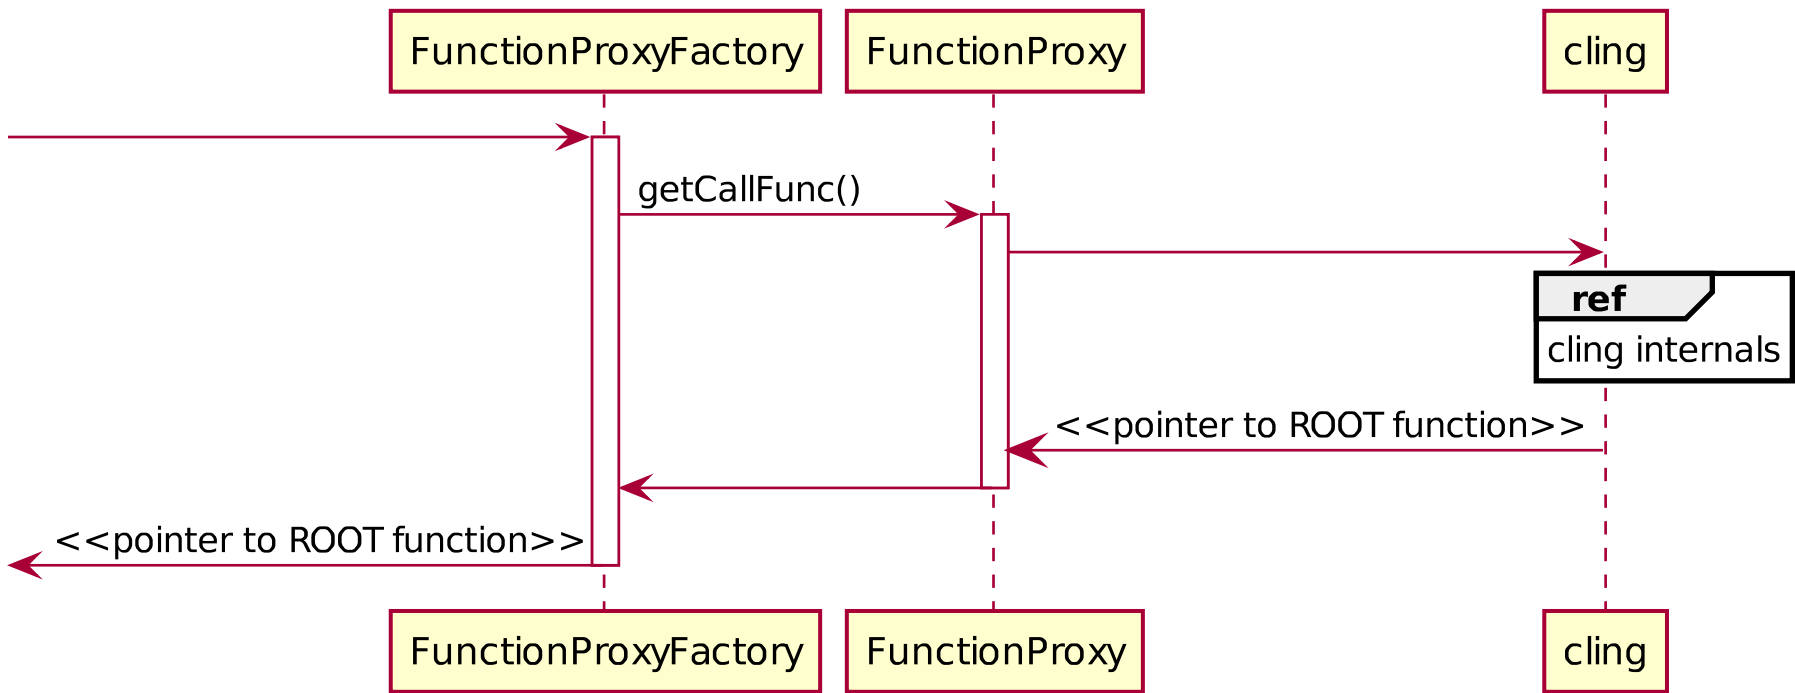 FunctionProxyFactory
FunctionProxy
cling
getCallFunc()
ref
cling internals
<<pointer to ROOT function>>
<<pointer to ROOT function>>
FunctionProxyFactory
FunctionProxy
cling